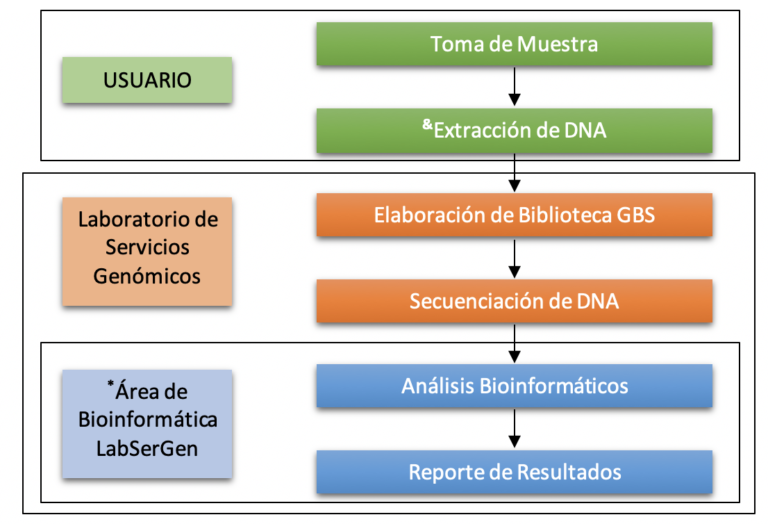 USUARIO
Toma de Muestra
&Extracción de DNA
Laboratorio de
Servicios
Genómicos
Elaboración de Biblioteca GBS
Secuenciación de DNA
*Área de
Bioinformática
LabSerGen
Análisis Bioinformáticos
Reporte de Resultados